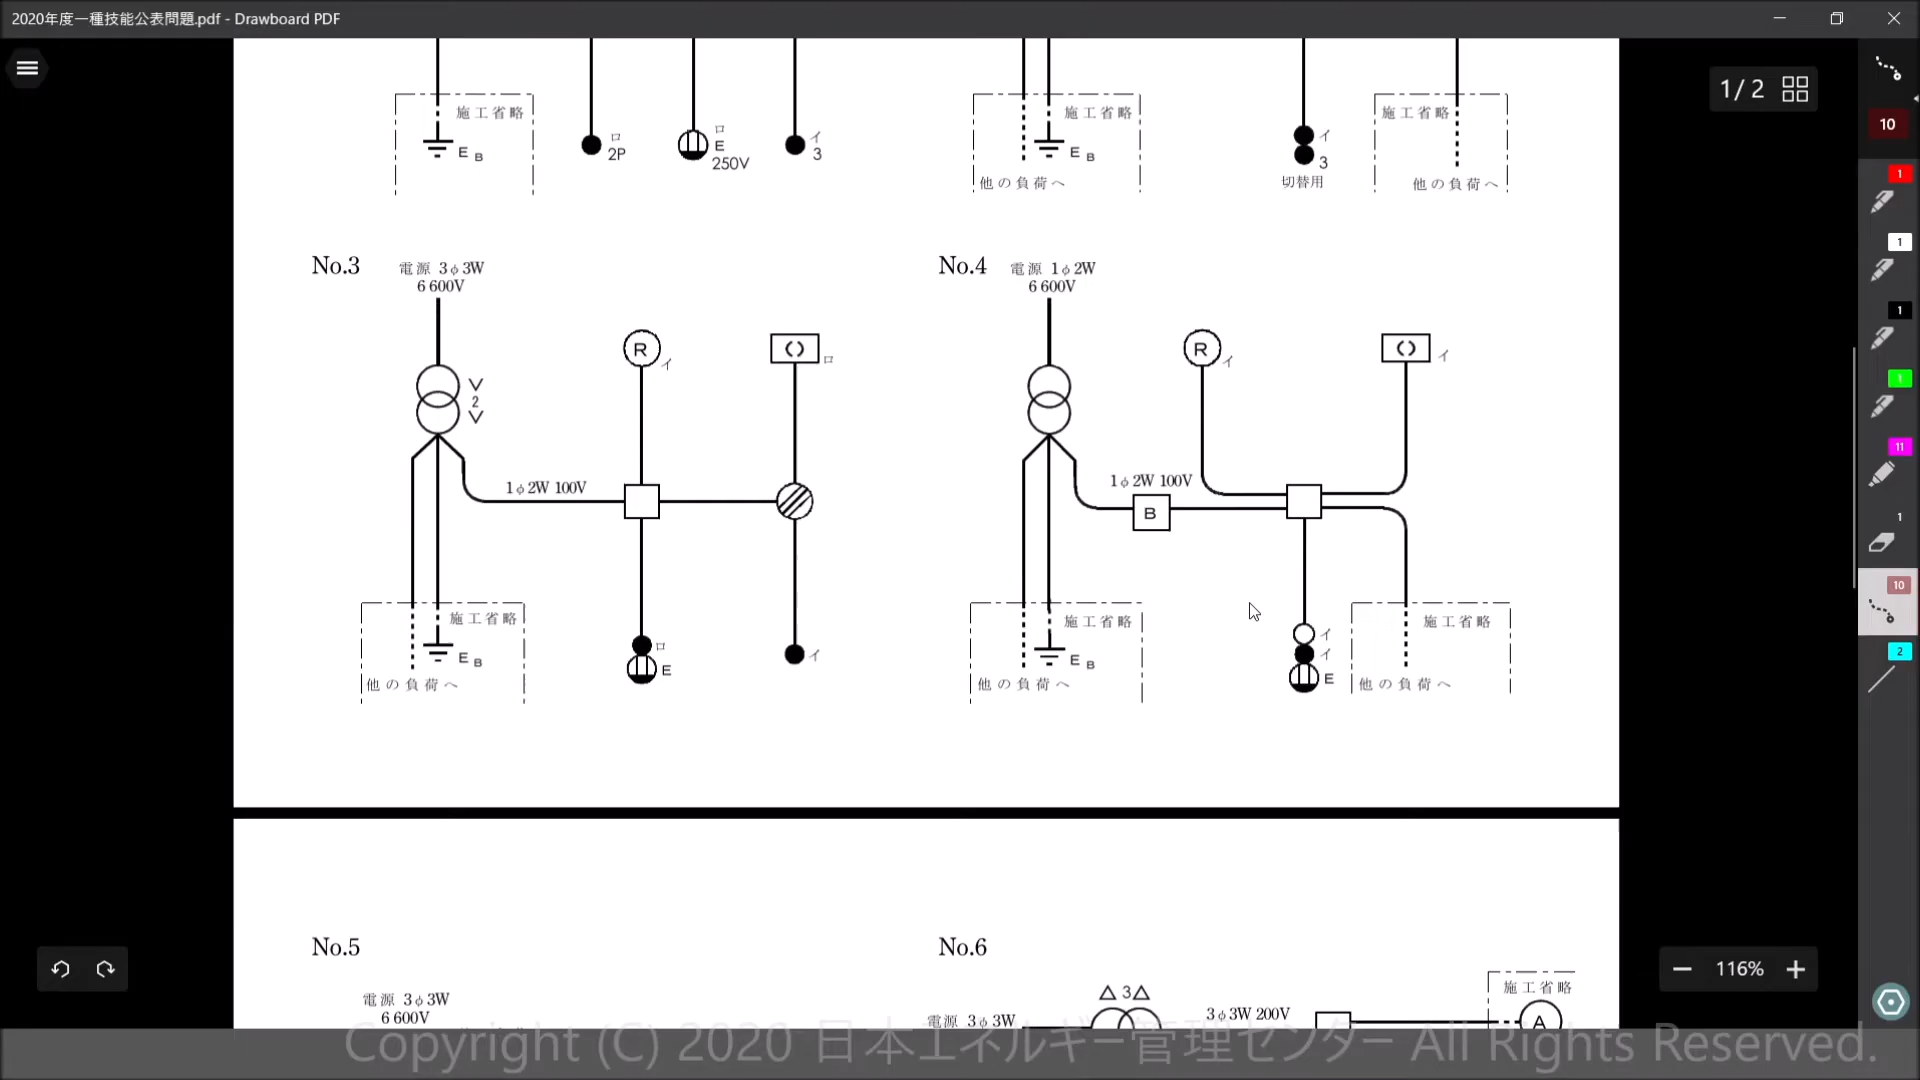 2020年度一種技能公表問題.pdf - Drawboard PDF
1 / 2
10
施工省略
E B
ロ
2P
ロ
E
250V
イ
3
施工省略
E B
他の負荷へ
イ
3
切替用
施工省略
他の負荷へ
No.3
電源 3φ3W
6 600V
V
2
V
R
イ
( )
ロ
1φ2W 100V
施工省略
E B
他の負荷へ
ロ
E
イ
No.4
電源 1φ2W
6 600V
R
イ
( )
イ
1φ2W 100V
B
施工省略
E B
他の負荷へ
イ
イ
E
施工省略
他の負荷へ
1
1
1
1
11
1
10
2
No.5
電源 3φ3W
6 600V
No.6
△3△
電源 3φ3W
3φ3W 200V
施工省略
A
116%
Copyright (C) 2020 日本エネルギー管理センター All Rights Reserved.